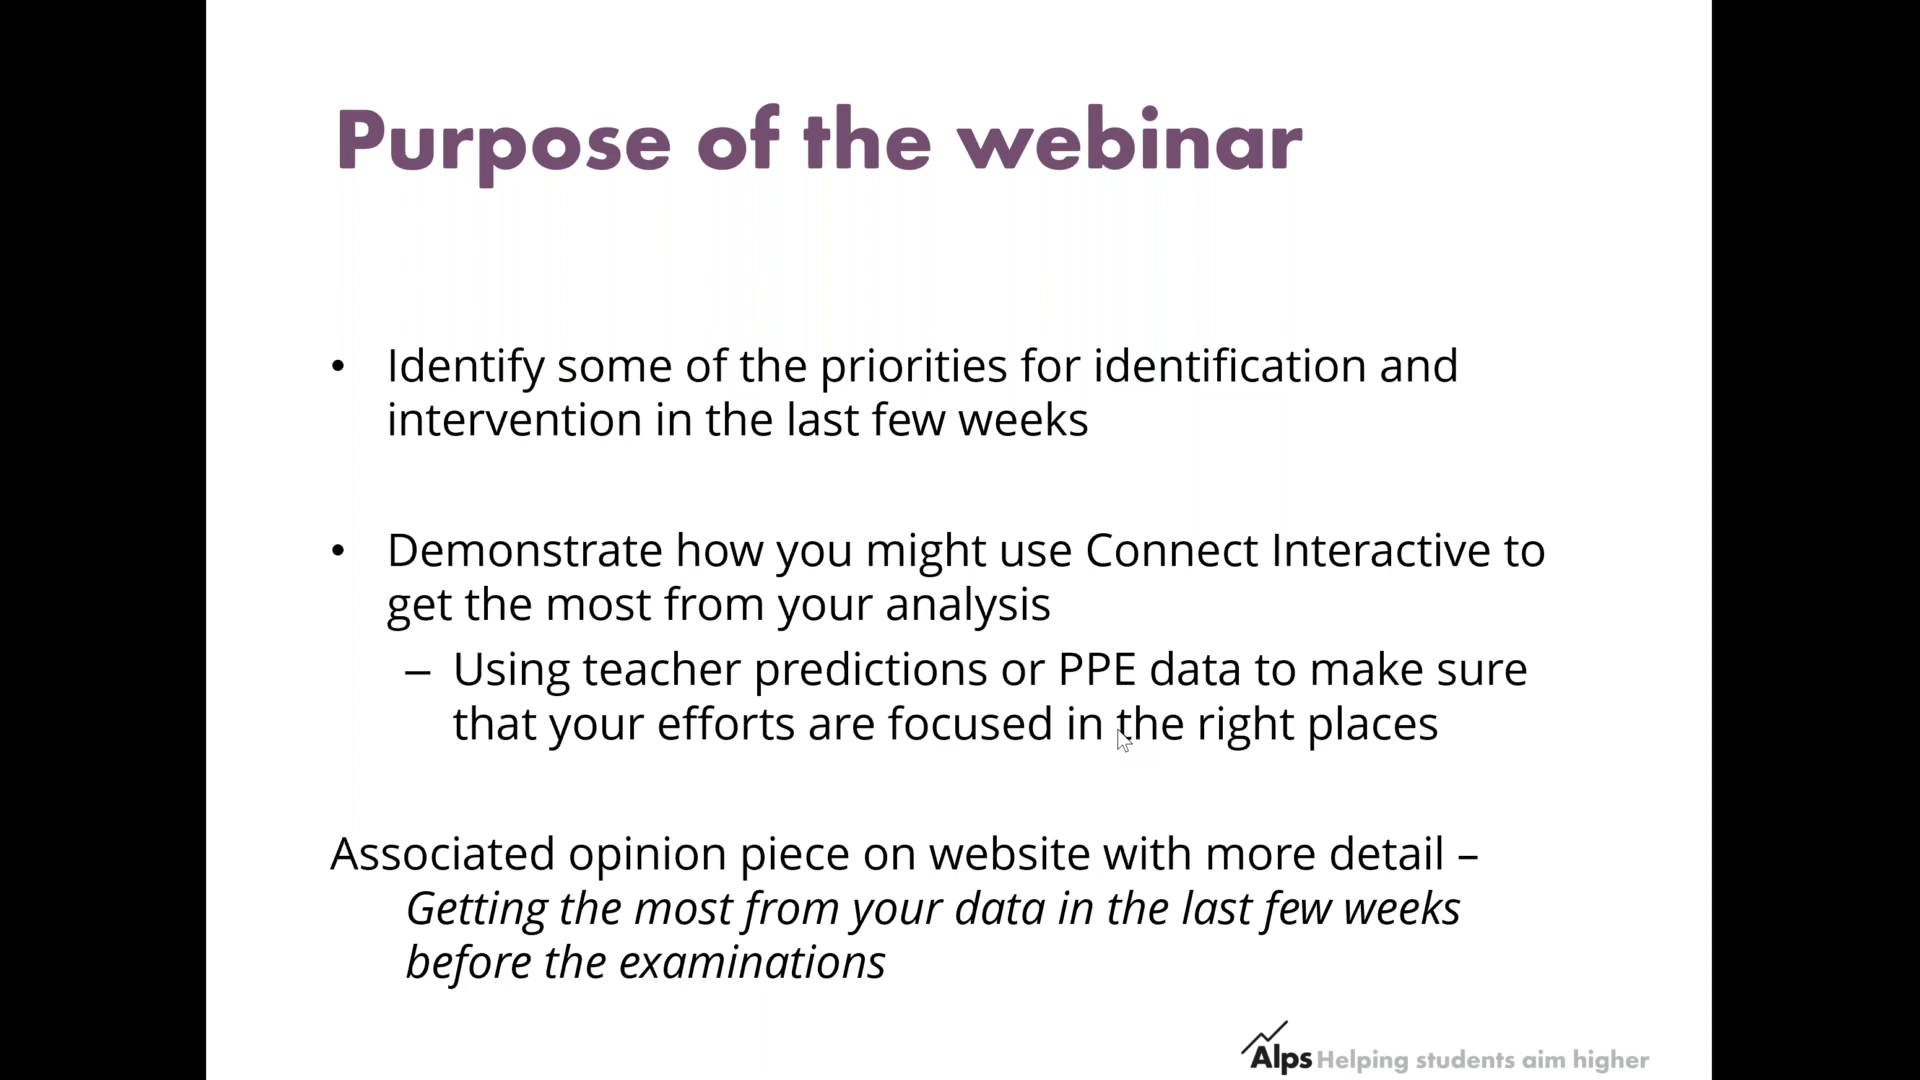 Purpose of the webinar
• Identify some of the priorities for identification and
intervention in the last few weeks
• Demonstrate how you might use Connect Interactive to
get the most from your analysis
– Using teacher predictions or PPE data to make sure
that your efforts are focused in the right places
Associated opinion piece on website with more detail –
Getting the most from your data in the last few weeks
before the examinations
Alps Helping students aim higher